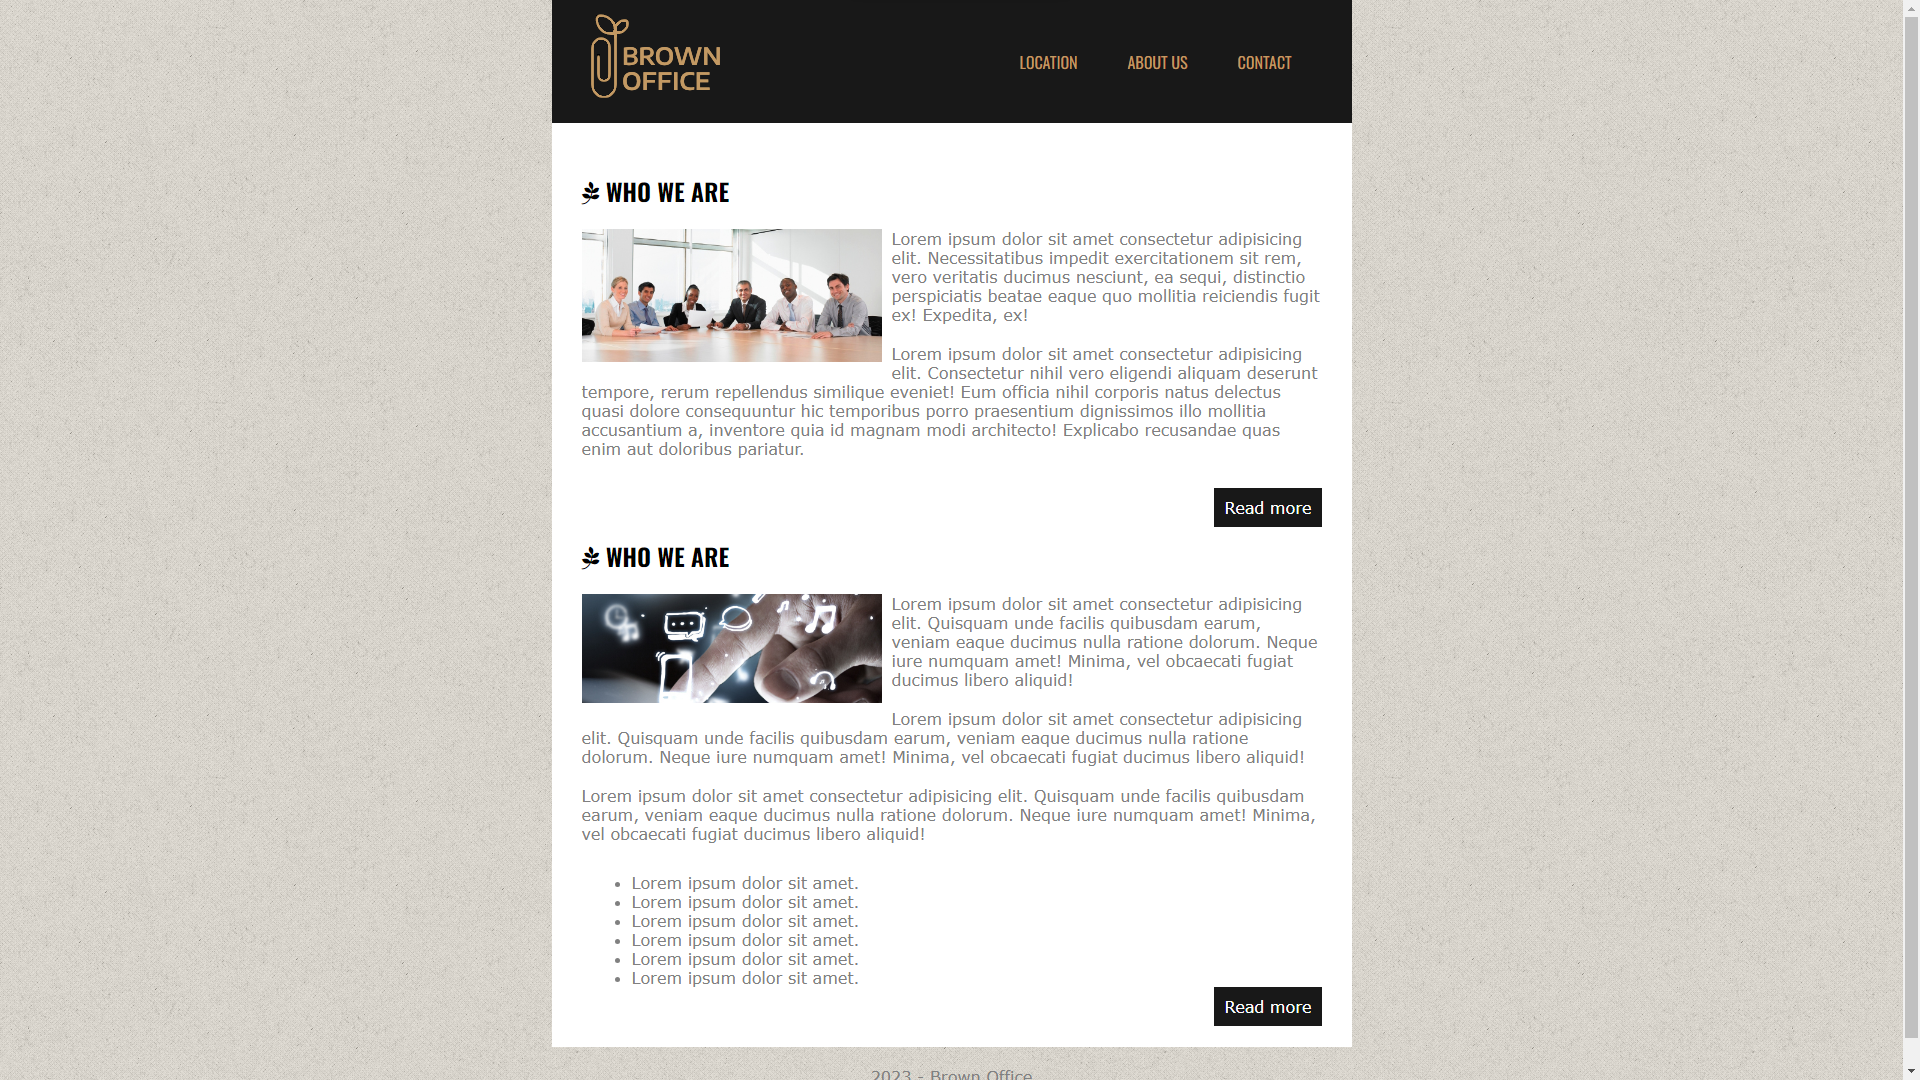 BROWN
OFFICE
LOCATION ABOUT US CONTACT
WHO WE ARE
Lorem ipsum dolor sit amet consectetur adipisicing
elit. Necessitatibus impedit exercitationem sit rem,
vero veritatis ducimus nesciunt, ea sequi, distinctio
perspiciatis beatae eaque quo mollitia reiciendis fugit
ex! Expedita, ex!
Lorem ipsum dolor sit amet consectetur adipisicing
elit. Consectetur nihil vero eligendi aliquam deserunt
tempore, rerum repellendus similique eveniet! Eum officia nihil corporis natus delectus
quasi dolore consequuntur hic temporibus porro praesentium dignissimos illo mollitia
accusantium a, inventore quia id magnam modi architecto! Explicabo recusandae quas
enim aut doloribus pariatur.
Read more
WHO WE ARE
Lorem ipsum dolor sit amet consectetur adipisicing
elit. Quisquam unde facilis quibusdam earum,
veniam eaque ducimus nulla ratione dolorum. Neque
iure numquam amet! Minima, vel obcaecati fugiat
ducimus libero aliquid!
Lorem ipsum dolor sit amet consectetur adipisicing
elit. Quisquam unde facilis quibusdam earum, veniam eaque ducimus nulla ratione
dolorum. Neque iure numquam amet! Minima, vel obcaecati fugiat ducimus libero aliquid!
Lorem ipsum dolor sit amet consectetur adipisicing elit. Quisquam unde facilis quibusdam
earum, veniam eaque ducimus nulla ratione dolorum. Neque iure numquam amet! Minima,
vel obcaecati fugiat ducimus libero aliquid!
• Lorem ipsum dolor sit amet.
• Lorem ipsum dolor sit amet.
• Lorem ipsum dolor sit amet.
• Lorem ipsum dolor sit amet.
• Lorem ipsum dolor sit amet.
• Lorem ipsum dolor sit amet.
Read more
2023 - Brown Office